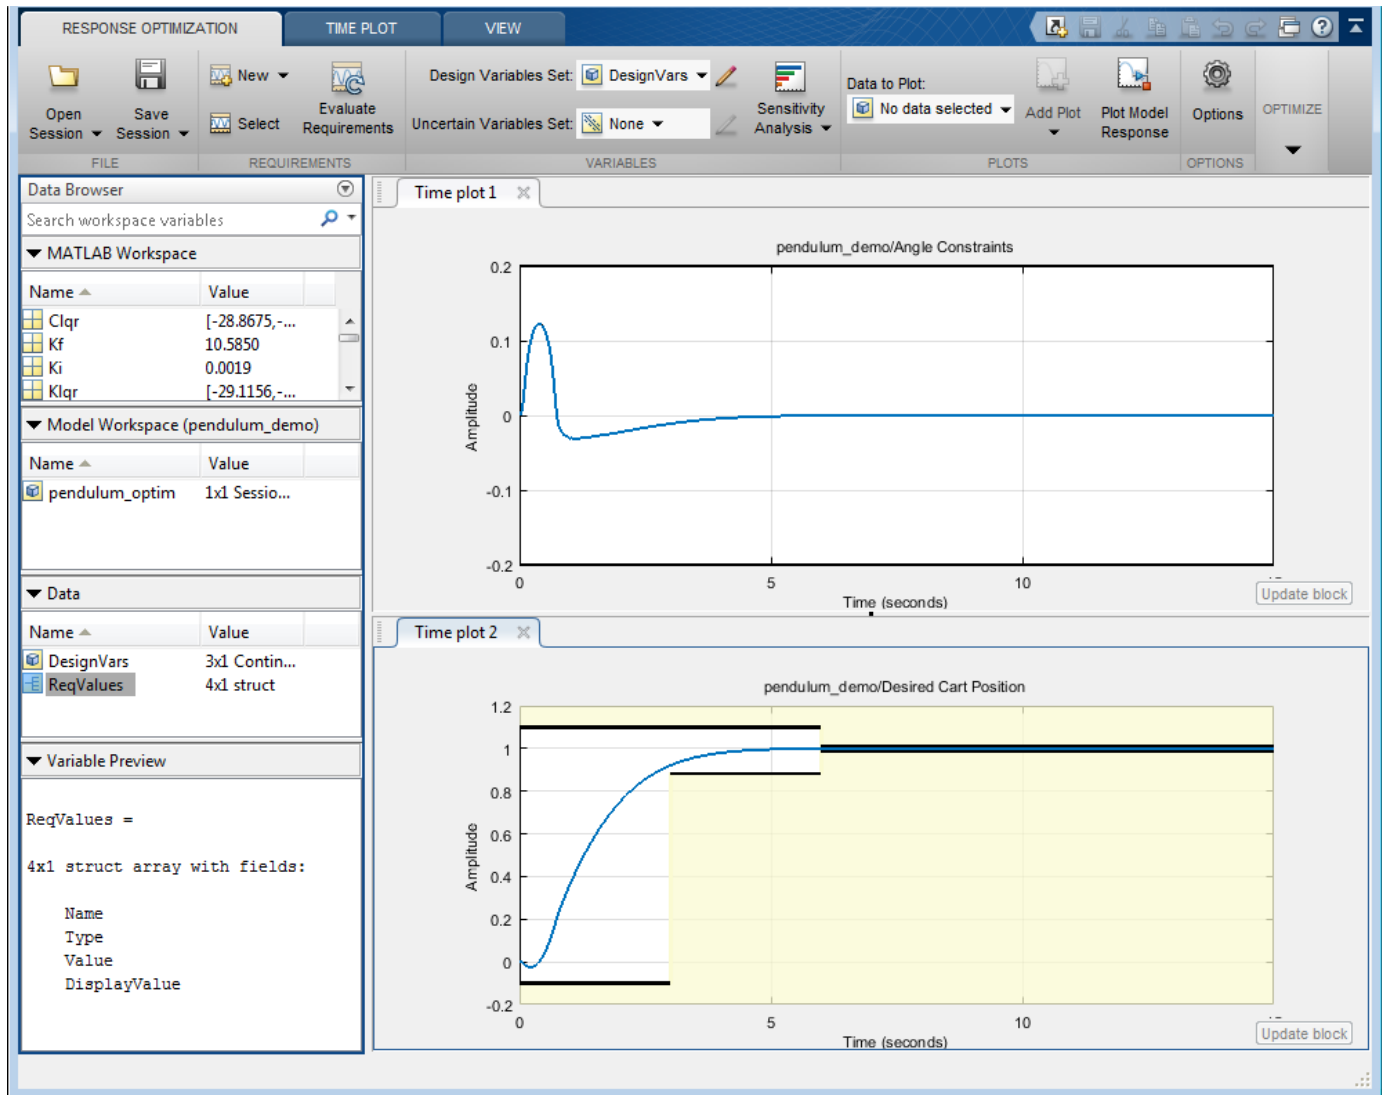 RESPONSE OPTIMIZATION TIME PLOT VIEW
Open Session
Save Session
New
Select
Evaluate Requirements
Design Variables Set: DesignVars
Uncertain Variables Set: None
Sensitivity Analysis
Data to Plot:
No data selected
Add Plot
Plot Model Response
Options
OPTIMIZE
FILE REQUIREMENTS VARIABLES PLOTS OPTIONS
Data Browser
Search workspace variables
MATLAB Workspace
Name Value
Clqr [-28.8675,-...
Kf 10.5850
Ki 0.0019
Klqr [-29.1156,-...
Model Workspace (pendulum_demo)
Name Value
pendulum_optim 1x1 Sessio...
Data
Name Value
DesignVars 3x1 Contin...
ReqValues 4x1 struct
Variable Preview
ReqValues =
4x1 struct array with fields:
Name
Type
Value
DisplayValue
Time plot 1
pendulum_demo/Angle Constraints
0.2
0.1
0
-0.1
-0.2
Amplitude
0 5 10
Time (seconds)
Update block
Time plot 2
pendulum_demo/Desired Cart Position
1.2
1
0.8
0.6
0.4
0.2
0
-0.2
Amplitude
0 5 10
Time (seconds)
Update block